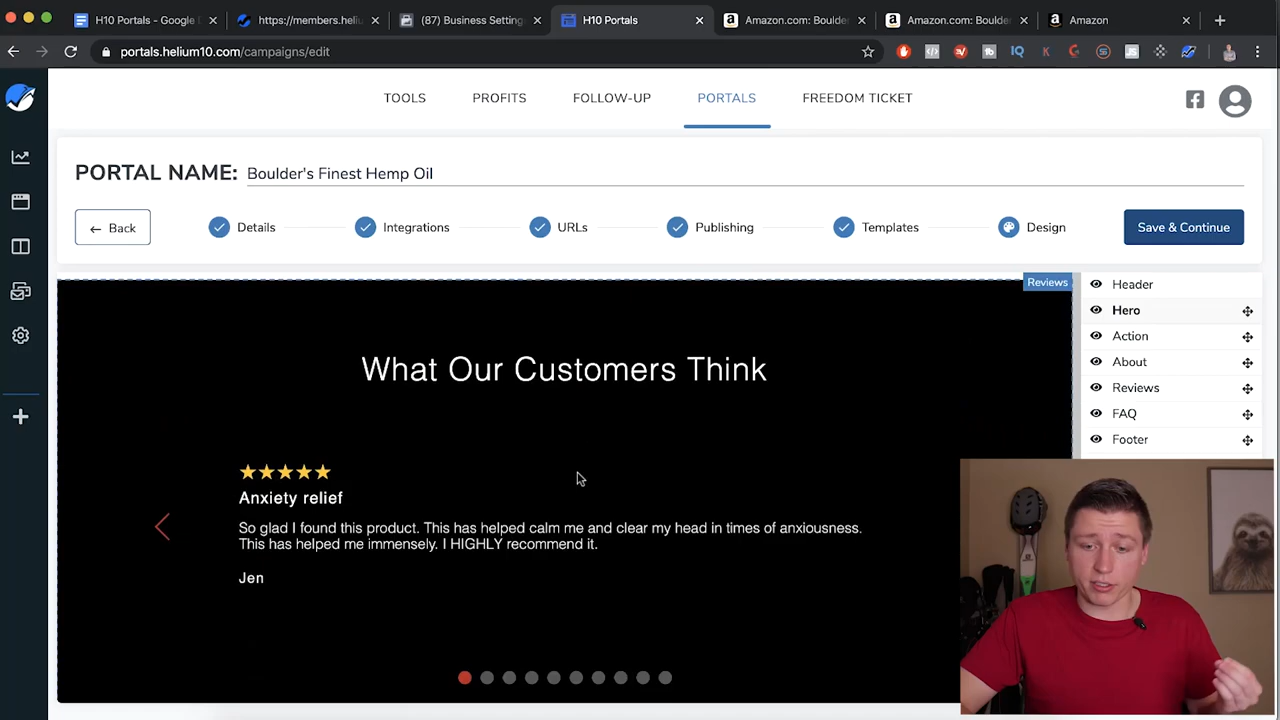 H10 Portals - Google D
https://members.heliu
(87) Business Setting
H10 Portals
Amazon.com: Boulde
Amazon.com: Boulde
Amazon
portals.helium10.com/campaigns/edit
TOOLS PROFITS FOLLOW-UP PORTALS FREEDOM TICKET
PORTAL NAME: Boulder's Finest Hemp Oil
← Back
Details
Integrations
URLs
Publishing
Templates
Design
Save & Continue
Reviews
Header
Hero
Action
About
Reviews
FAQ
Footer
What Our Customers Think
Anxiety relief
So glad I found this product. This has helped calm me and clear my head in times of anxiousness.
This has helped me immensely. I HIGHLY recommend it.
Jen